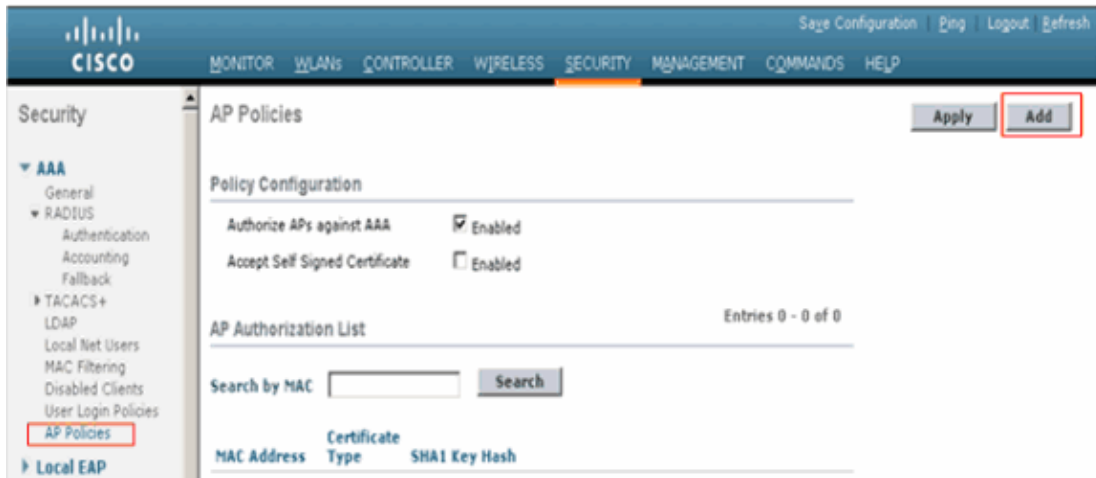 Save Configuration | Ping | Logout | Refresh
CISCO
MONITOR WLANs CONTROLLER WIRELESS SECURITY MANAGEMENT COMMANDS HELP
Security
AAA
General
RADIUS
Authentication
Accounting
Fallback
TACACS+
LDAP
Local Net Users
MAC Filtering
Disabled Clients
User Login Policies
AP Policies
Local EAP
AP Policies
Apply
Add
Policy Configuration
Authorize APs against AAA Enabled
Accept Self Signed Certificate Enabled
AP Authorization List
Entries 0 - 0 of 0
Search by MAC Search
MAC Address Certificate Type SHA1 Key Hash